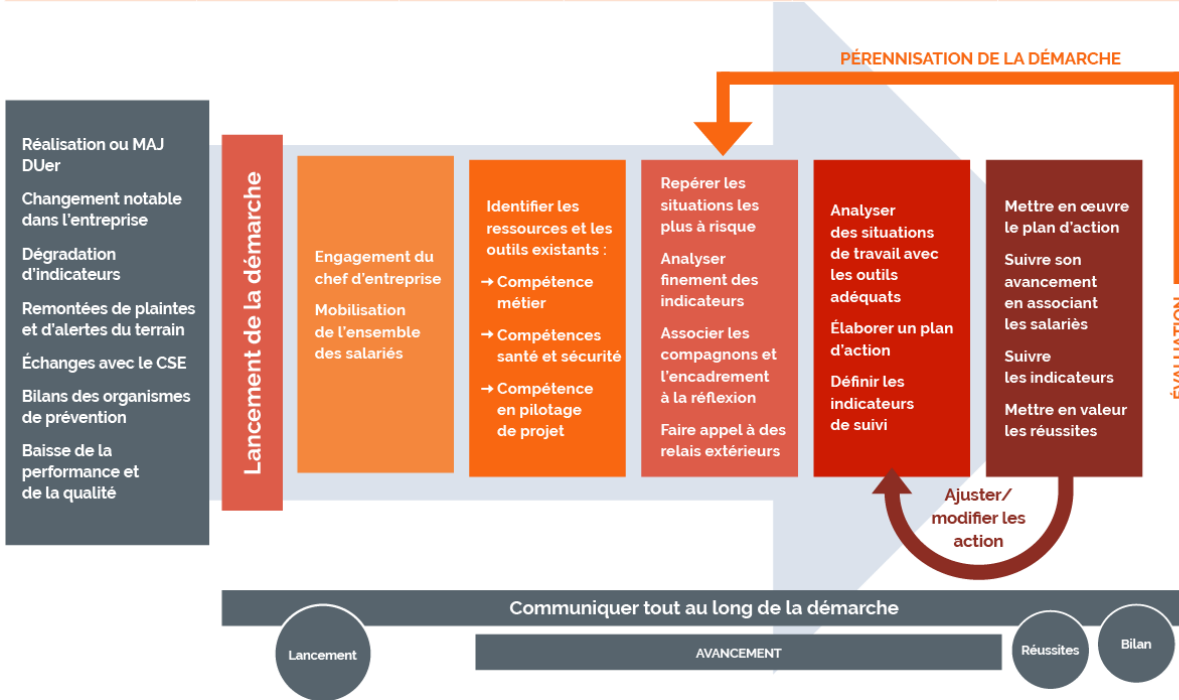 PÉRENNISATION DE LA DÉMARCHE
Réalisation ou MAJ
DUer
Changement notable
dans l'entreprise
Dégradation
d'indicateurs
Remontées de plaintes
et d'alertes du terrain
Échanges avec le CSE
Bilans des organismes
de prévention
Baisse de la
performance et
de la qualité
Lancement de la démarche
Engagement du
chef d'entreprise
Mobilisation
de l'ensemble
des salariés
Identifier les
ressources et les
outils existants :
→ Compétence
métier
→ Compétences
santé et sécurité
→ Compétence
en pilotage
de projet
Repérer les
situations les
plus à risque
Analyser
finement des
indicateurs
Associer les
compagnons et
l'encadrement
à la réflexion
Faire appel à des
relais extérieurs
Analyser
des situations
de travail avec
les outils
adéquats
Élaborer un plan
d'action
Définir les
indicateurs
de suivi
Mettre en œuvre
le plan d'action
Suivre son
avancement
en associant
les salariès
Suivre
les indicateurs
Mettre en valeur
les réussites
ÉVALUATION
Ajuster/
modifier les
action
Communiquer tout au long de la démarche
Lancement
AVANCEMENT
Réussites
Bilan